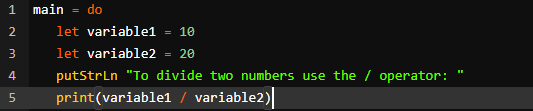 1 main = do
2 let variable1 = 10
3 let variable2 = 20
4 putStrLn "To divide two numbers use the / operator: "
5 print(variable1 / variable2)